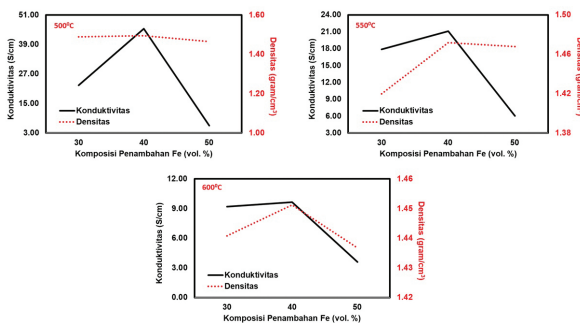 500⁰C
51.00
39.00
27.00
15.00
3.00
Konduktivitas (S/cm)
1.60
1.40
1.20
1.00
Densitas (gram/cm³)
Konduktivitas
Densitas
30 40 50
Komposisi Penambahan Fe (vol. %)
550⁰C
24.00
21.00
18.00
15.00
12.00
9.00
6.00
3.00
Konduktivitas (S/cm)
1.50
1.46
1.42
1.38
Densitas (gram/cm³)
Konduktivitas
Densitas
30 40 50
Komposisi Penambahan Fe (vol. %)
600⁰C
12.00
9.00
6.00
3.00
0.00
Konduktivitas (S/cm)
1.46
1.45
1.44
1.43
1.42
Densitas (gram/cm³)
Konduktivitas
Densitas
30 40 50
Komposisi Penambahan Fe (vol. %)